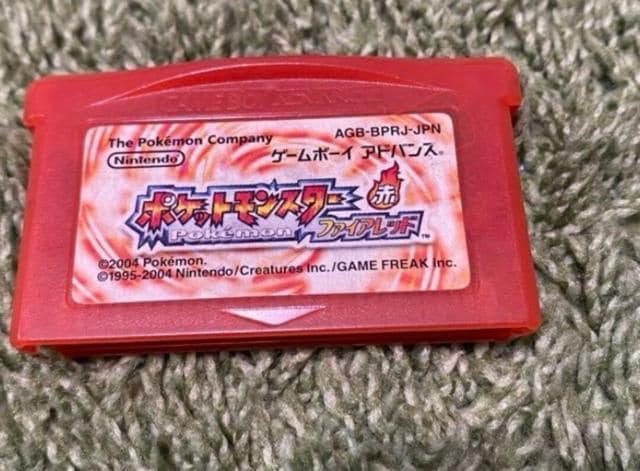 GAME BOY ADVANCE
The Pokémon Company
AGB-BPRJ-JPN
Nintendo
ゲームボーイ アドバンス®
ポケットモンスター
赤
Pokémon
ファイアレッド
™
©2004 Pokémon.
©1995-2004 Nintendo/Creatures Inc./GAME FREAK inc.